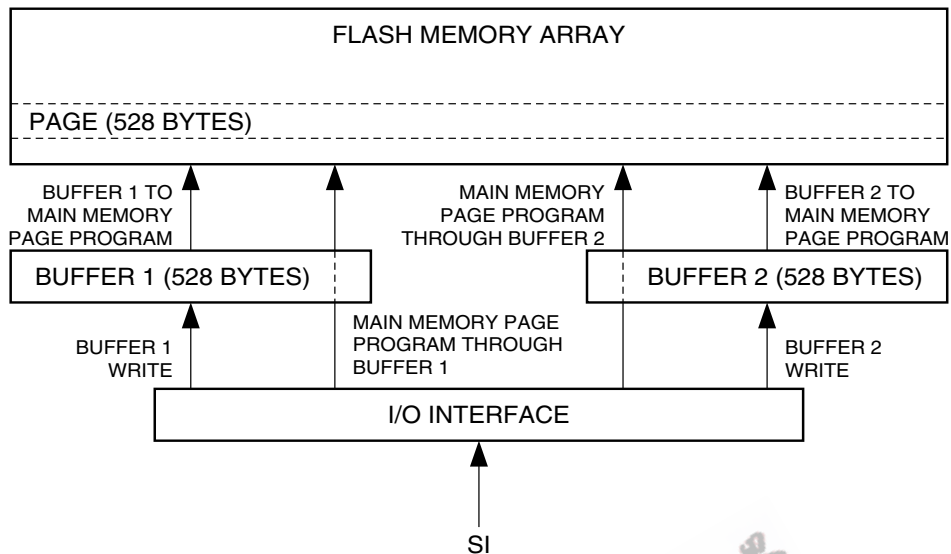 FLASH MEMORY ARRAY
PAGE (528 BYTES)
BUFFER 1 TO
MAIN MEMORY
PAGE PROGRAM
MAIN MEMORY
PAGE PROGRAM
THROUGH BUFFER 2
BUFFER 2 TO
MAIN MEMORY
PAGE PROGRAM
BUFFER 1 (528 BYTES)
BUFFER 2 (528 BYTES)
BUFFER 1
WRITE
MAIN MEMORY PAGE
PROGRAM THROUGH
BUFFER 1
BUFFER 2
WRITE
I/O INTERFACE
SI